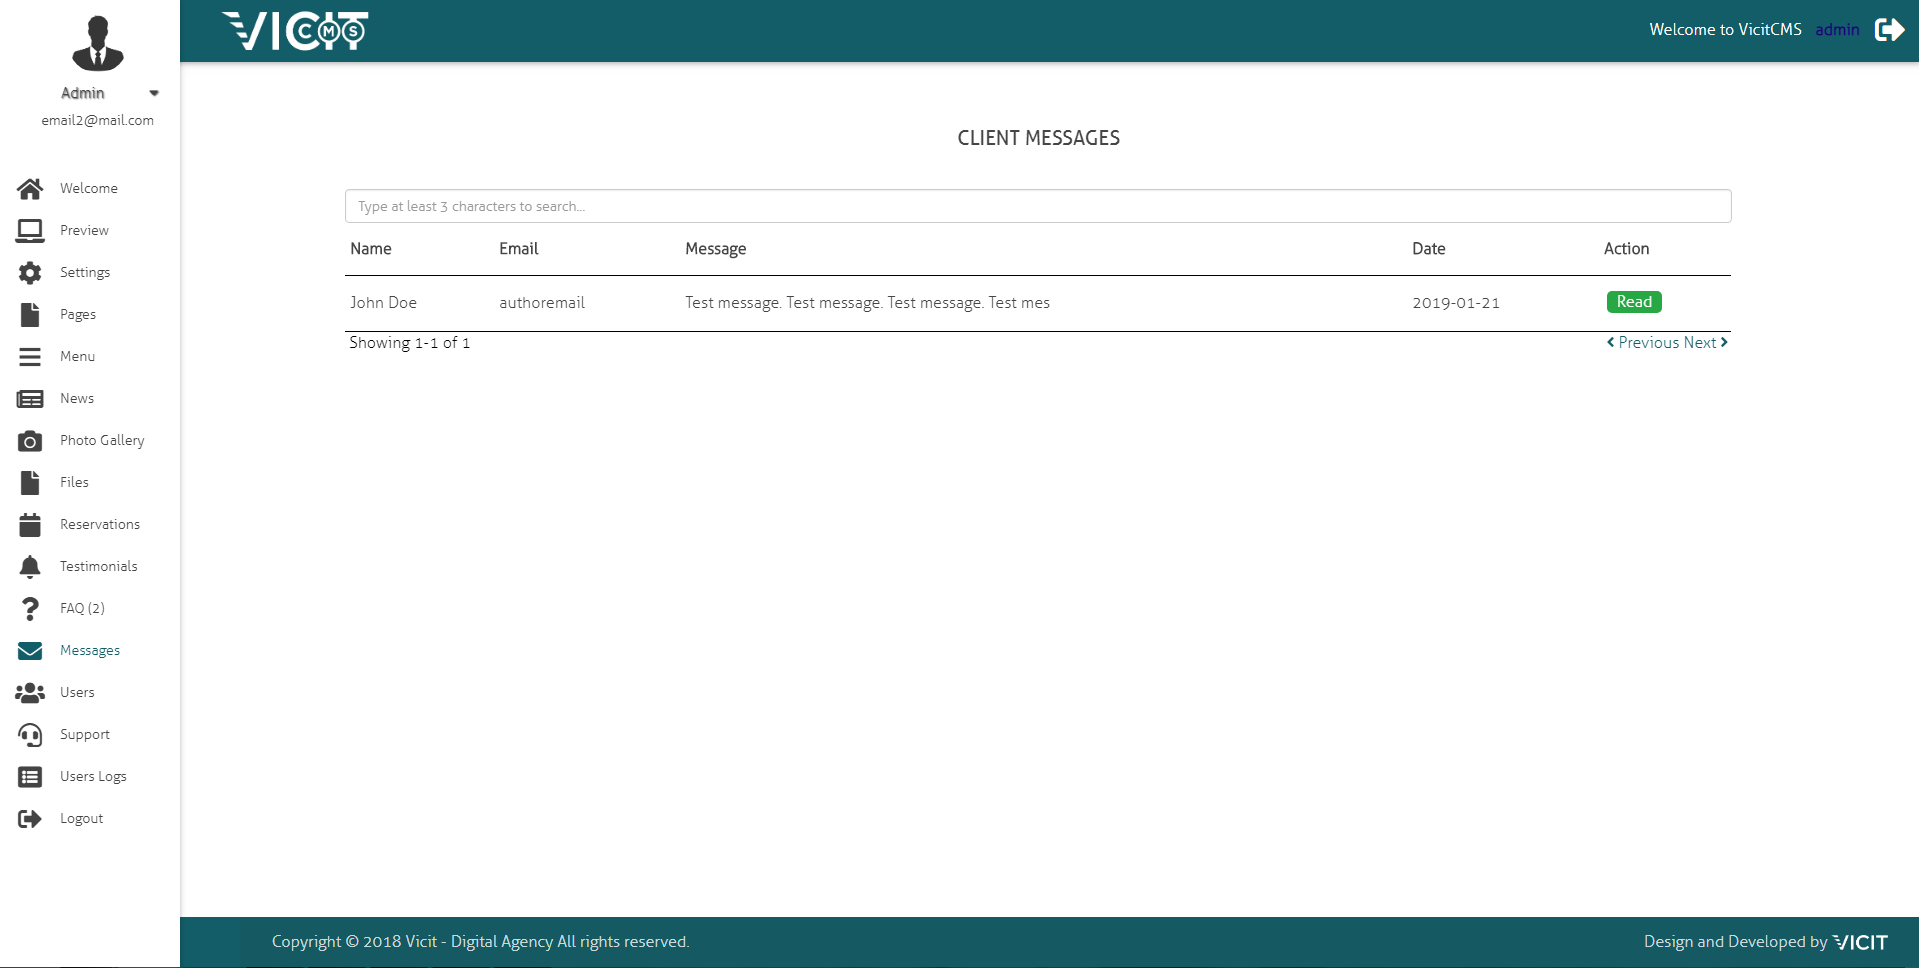 VICIT CMS
Welcome to VicitCMS admin
Admin
email2@mail.com
Welcome
Preview
Settings
Pages
Menu
News
Photo Gallery
Files
Reservations
Testimonials
FAQ (2)
Messages
Users
Support
Users Logs
Logout
CLIENT MESSAGES
Type at least 3 characters to search...
Name Email Message Date Action
John Doe authoremail Test message. Test message. Test message. Test mes 2019-01-21 Read
Showing 1-1 of 1 Previous Next
Copyright © 2018 Vicit - Digital Agency All rights reserved. Design and Developed by VICIT